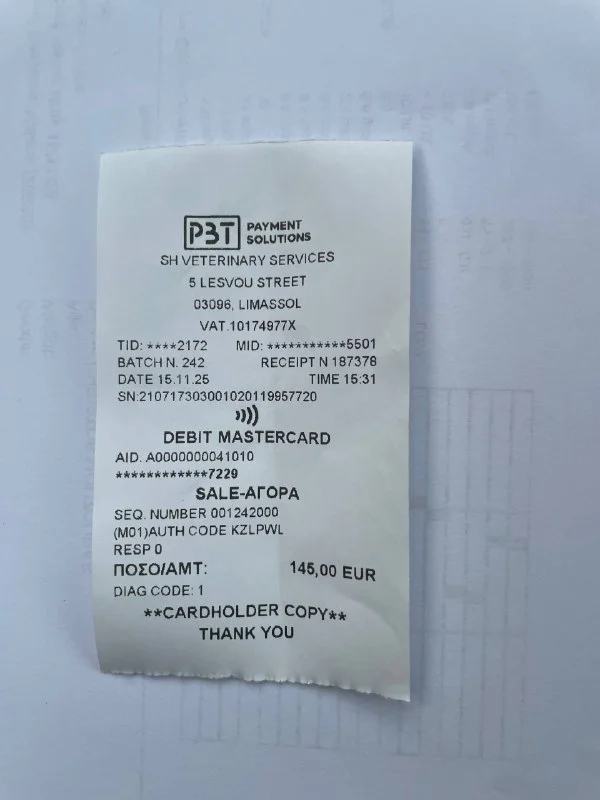 PBT PAYMENT SOLUTIONS
SH VETERINARY SERVICES
5 LESVOU STREET
03096, LIMASSOL
VAT.10174977X
TID: ****2172 MID: ***********5501
BATCH N. 242 RECEIPT N 187378
DATE 15.11.25 TIME 15:31
SN:210717303001020119957720
DEBIT MASTERCARD
AID. A0000000041010
************7229
SALE-ΑΓΟΡΑ
SEQ. NUMBER 001242000
(M01)AUTH CODE KZLPWL
RESP 0
ΠΟΣΟ/AMT: 145,00 EUR
DIAG CODE: 1
**CARDHOLDER COPY**
THANK YOU